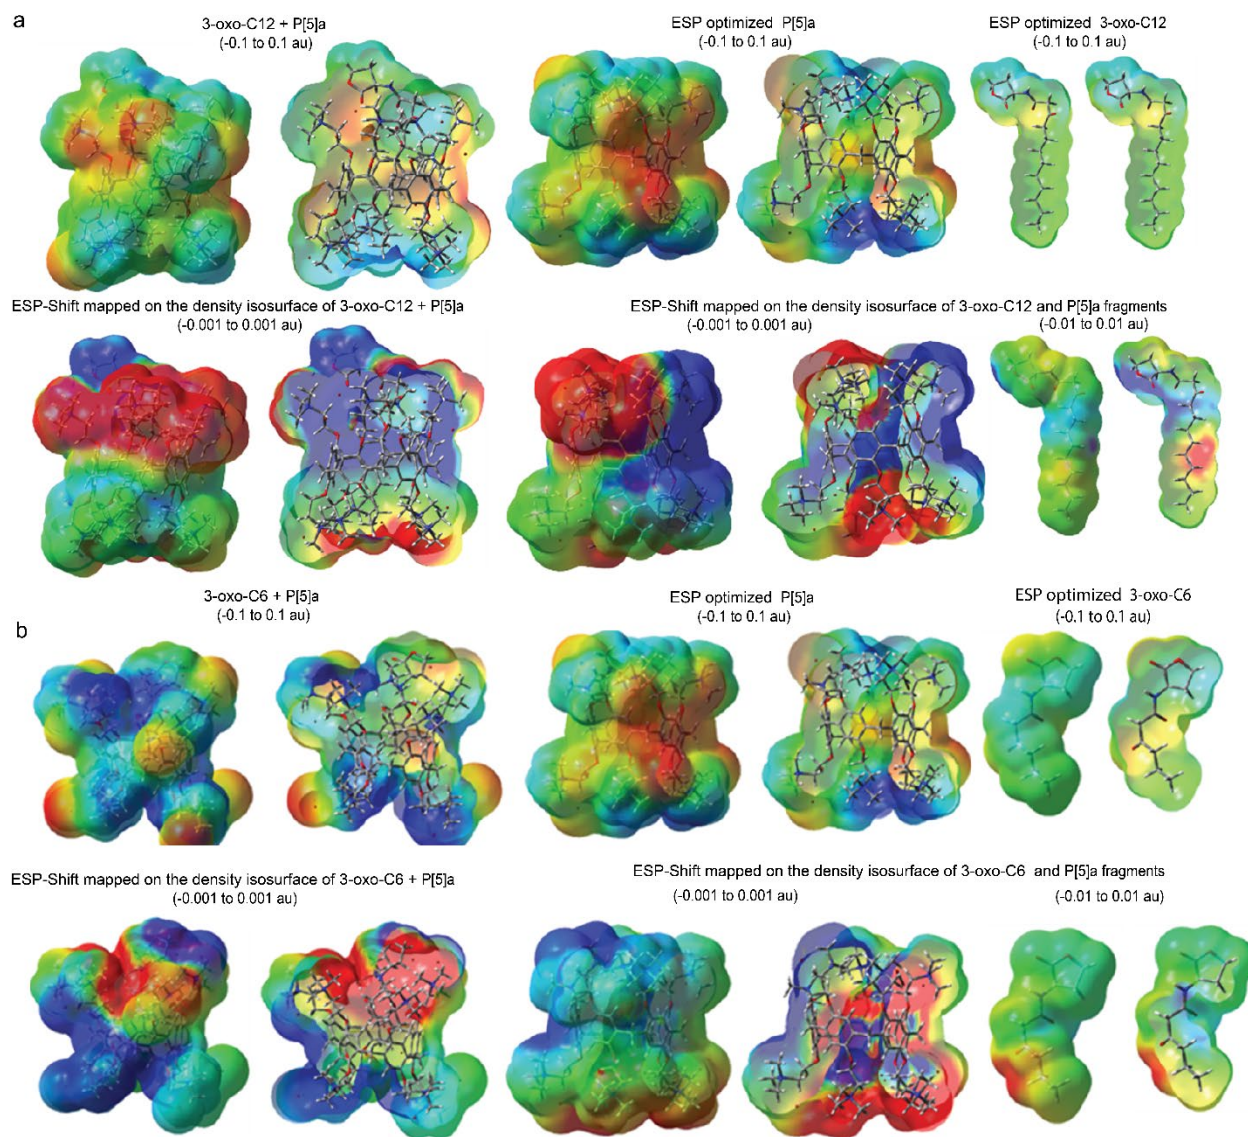 a
3-oxo-C12 + P[5]a
(-0.1 to 0.1 au)
ESP optimized P[5]a
(-0.1 to 0.1 au)
ESP optimized 3-oxo-C12
(-0.1 to 0.1 au)
ESP-Shift mapped on the density isosurface of 3-oxo-C12 + P[5]a
(-0.001 to 0.001 au)
ESP-Shift mapped on the density isosurface of 3-oxo-C12 and P[5]a fragments
(-0.001 to 0.001 au)
(-0.01 to 0.01 au)
b
3-oxo-C6 + P[5]a
(-0.1 to 0.1 au)
ESP optimized P[5]a
(-0.1 to 0.1 au)
ESP optimized 3-oxo-C6
(-0.1 to 0.1 au)
ESP-Shift mapped on the density isosurface of 3-oxo-C6 + P[5]a
(-0.001 to 0.001 au)
ESP-Shift mapped on the density isosurface of 3-oxo-C6 and P[5]a fragments
(-0.001 to 0.001 au)
(-0.01 to 0.01 au)